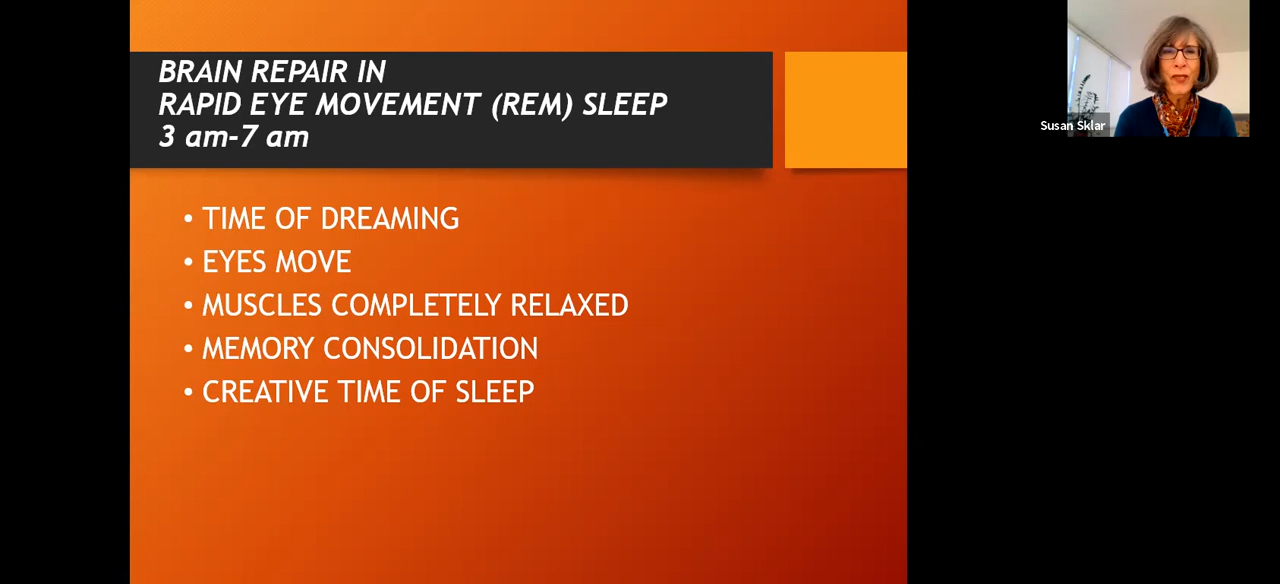 BRAIN REPAIR IN
RAPID EYE MOVEMENT (REM) SLEEP
3 am-7 am
• TIME OF DREAMING
• EYES MOVE
• MUSCLES COMPLETELY RELAXED
• MEMORY CONSOLIDATION
• CREATIVE TIME OF SLEEP
Susan Sklar